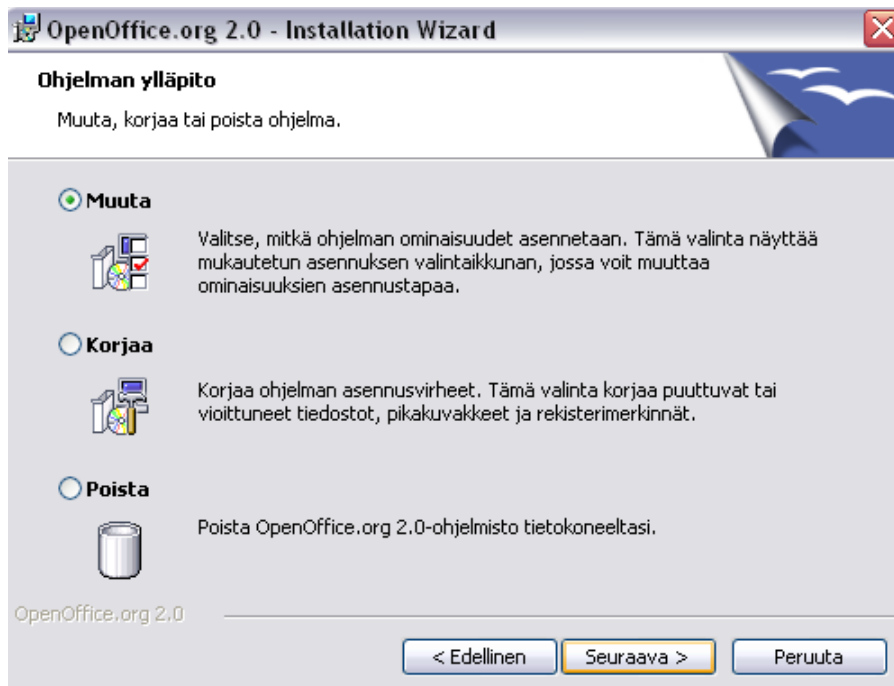 OpenOffice.org 2.0 - Installation Wizard
Ohjelman ylläpito
Muuta, korjaa tai poista ohjelma.
Muuta
Valitse, mitkä ohjelman ominaisuudet asennetaan. Tämä valinta näyttää
mukautetun asennuksen valintaikkunan, jossa voit muuttaa
ominaisuuksien asennustapaa.
Korjaa
Korjaa ohjelman asennusvirheet. Tämä valinta korjaa puuttuvat tai
vioittuneet tiedostot, pikakuvakkeet ja rekisterimerkinnät.
Poista
Poista OpenOffice.org 2.0-ohjelmisto tietokoneeltasi.
OpenOffice.org 2.0
< Edellinen Seuraava > Peruuta